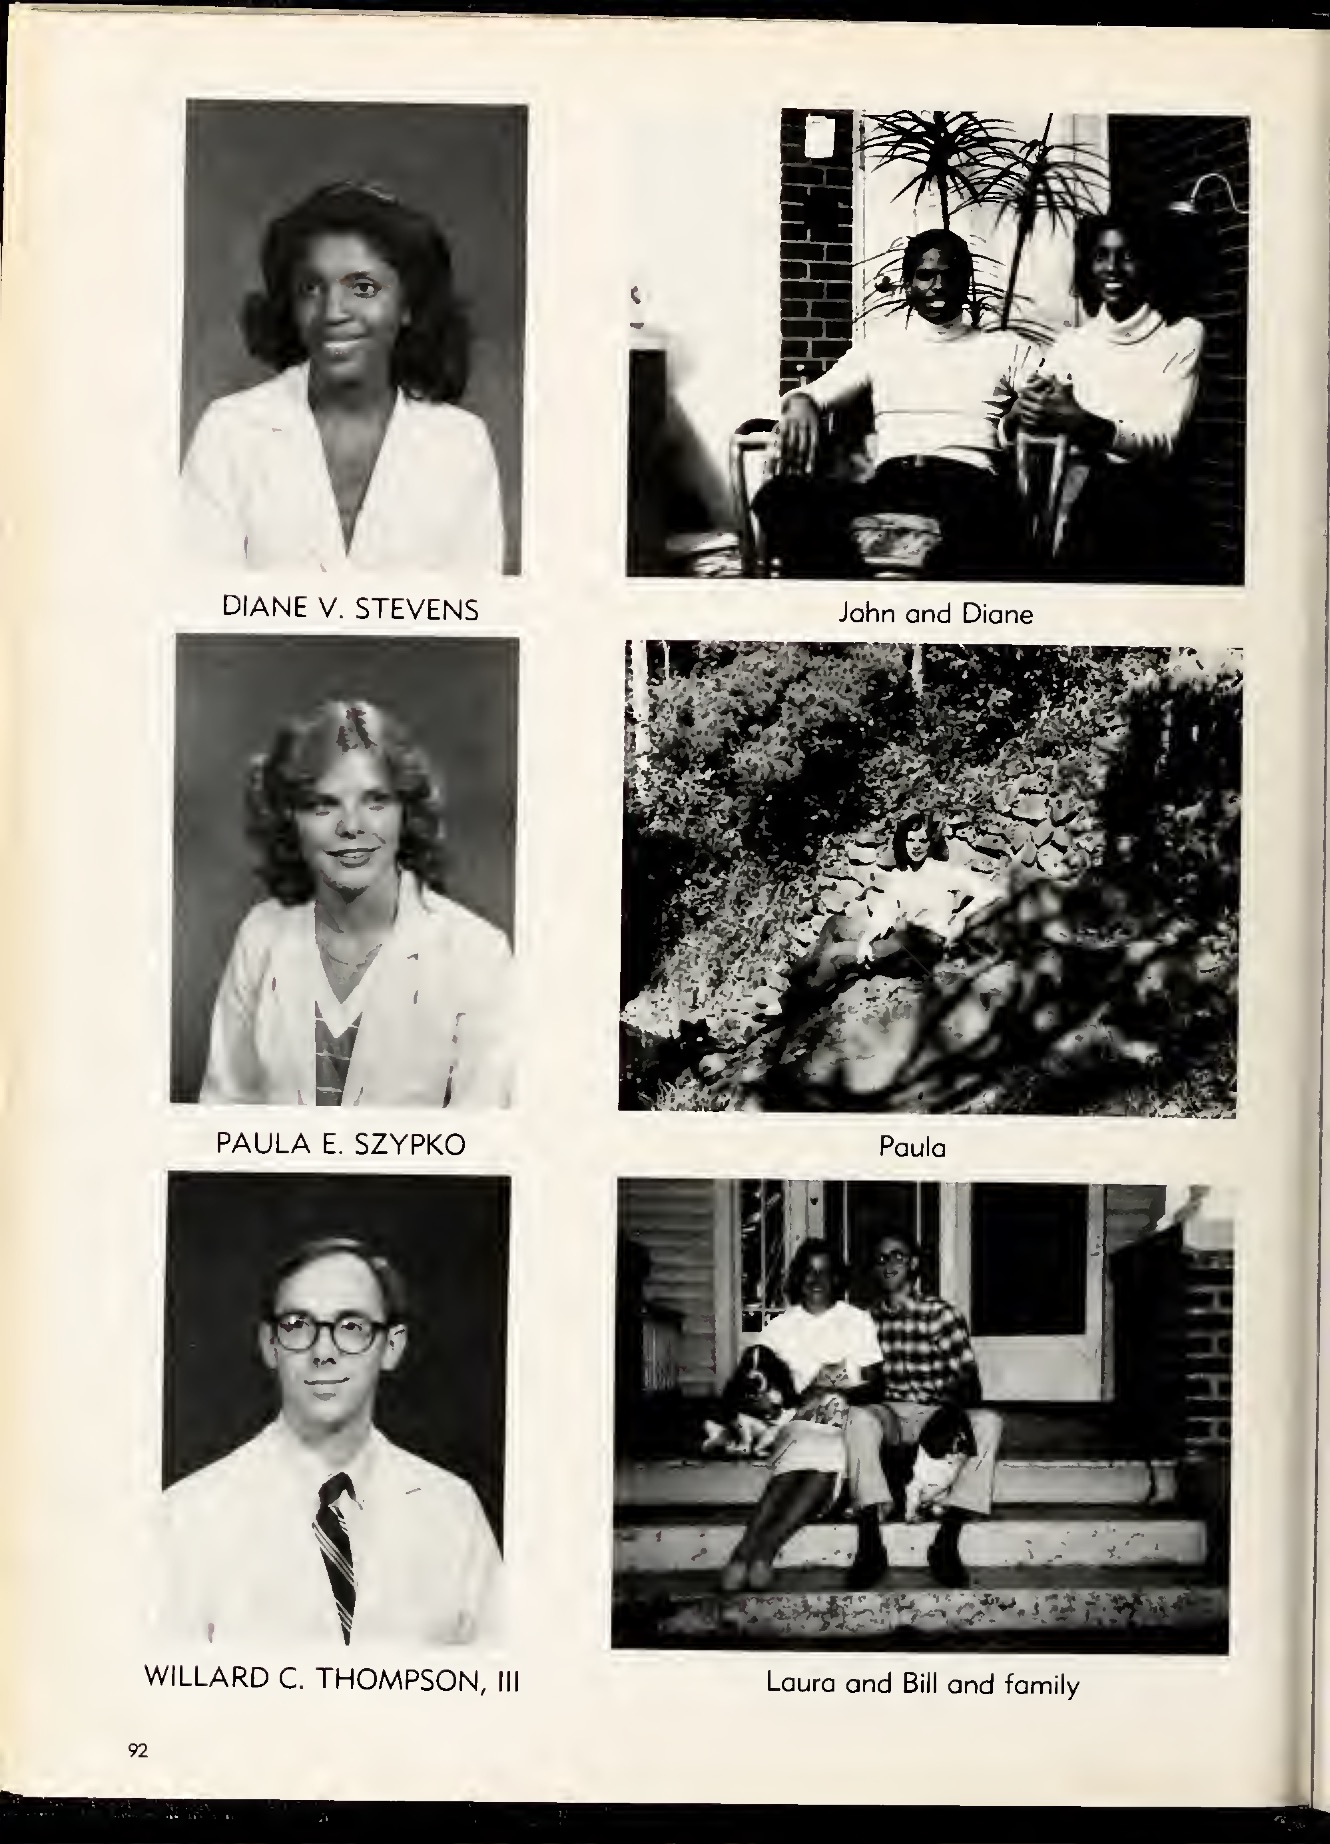 DIANE V. STEVENS
John and Diane
PAULA E. SZYPKO
Paula
WILLARD C. THOMPSON, III
Laura and Bill and family
92